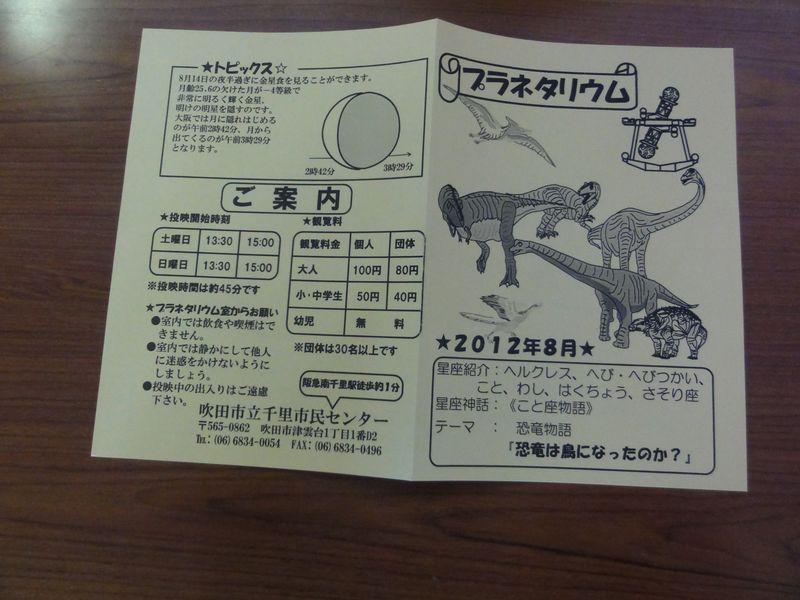 ★トピックス☆
8月14日の夜半過ぎに金星食を見ることができます。
月齢25.6の欠けた月が－4等級で
非常に明るく輝く金星、
明けの明星を隠すのです。
大阪では月に隠れはじめる
のが午前2時42分、月から
出てくるのが午前3時29分
となります。
2時42分 3時29分
ご案内
★投映開始時刻
土曜日 13:30 15:00
日曜日 13:30 15:00
※投映時間は約45分です
★観覧料
観覧料金 個人 団体
大人 100円 80円
小・中学生 50円 40円
幼児 無料
※団体は30名以上です
★プラネタリウム室からお願い
●室内では飲食や喫煙はで
きません。
●室内では静かにして他人
に迷惑をかけないように
しましょう。
●投映中の出入りはご遠慮
下さい。
阪急南千里駅徒歩約1分
吹田市立千里市民センター
〒565-0862 吹田市津雲台1丁目1番D2
TEL：(06) 6834-0054 FAX：(06) 6834-0496
プラネタリウム
★2012年8月★
星座紹介：ヘルクレス、へび・へびつかい、
こと、わし、はくちょう、さそり座
星座神話：《こと座物語》
テーマ ： 恐竜物語
『恐竜は鳥になったのか？』